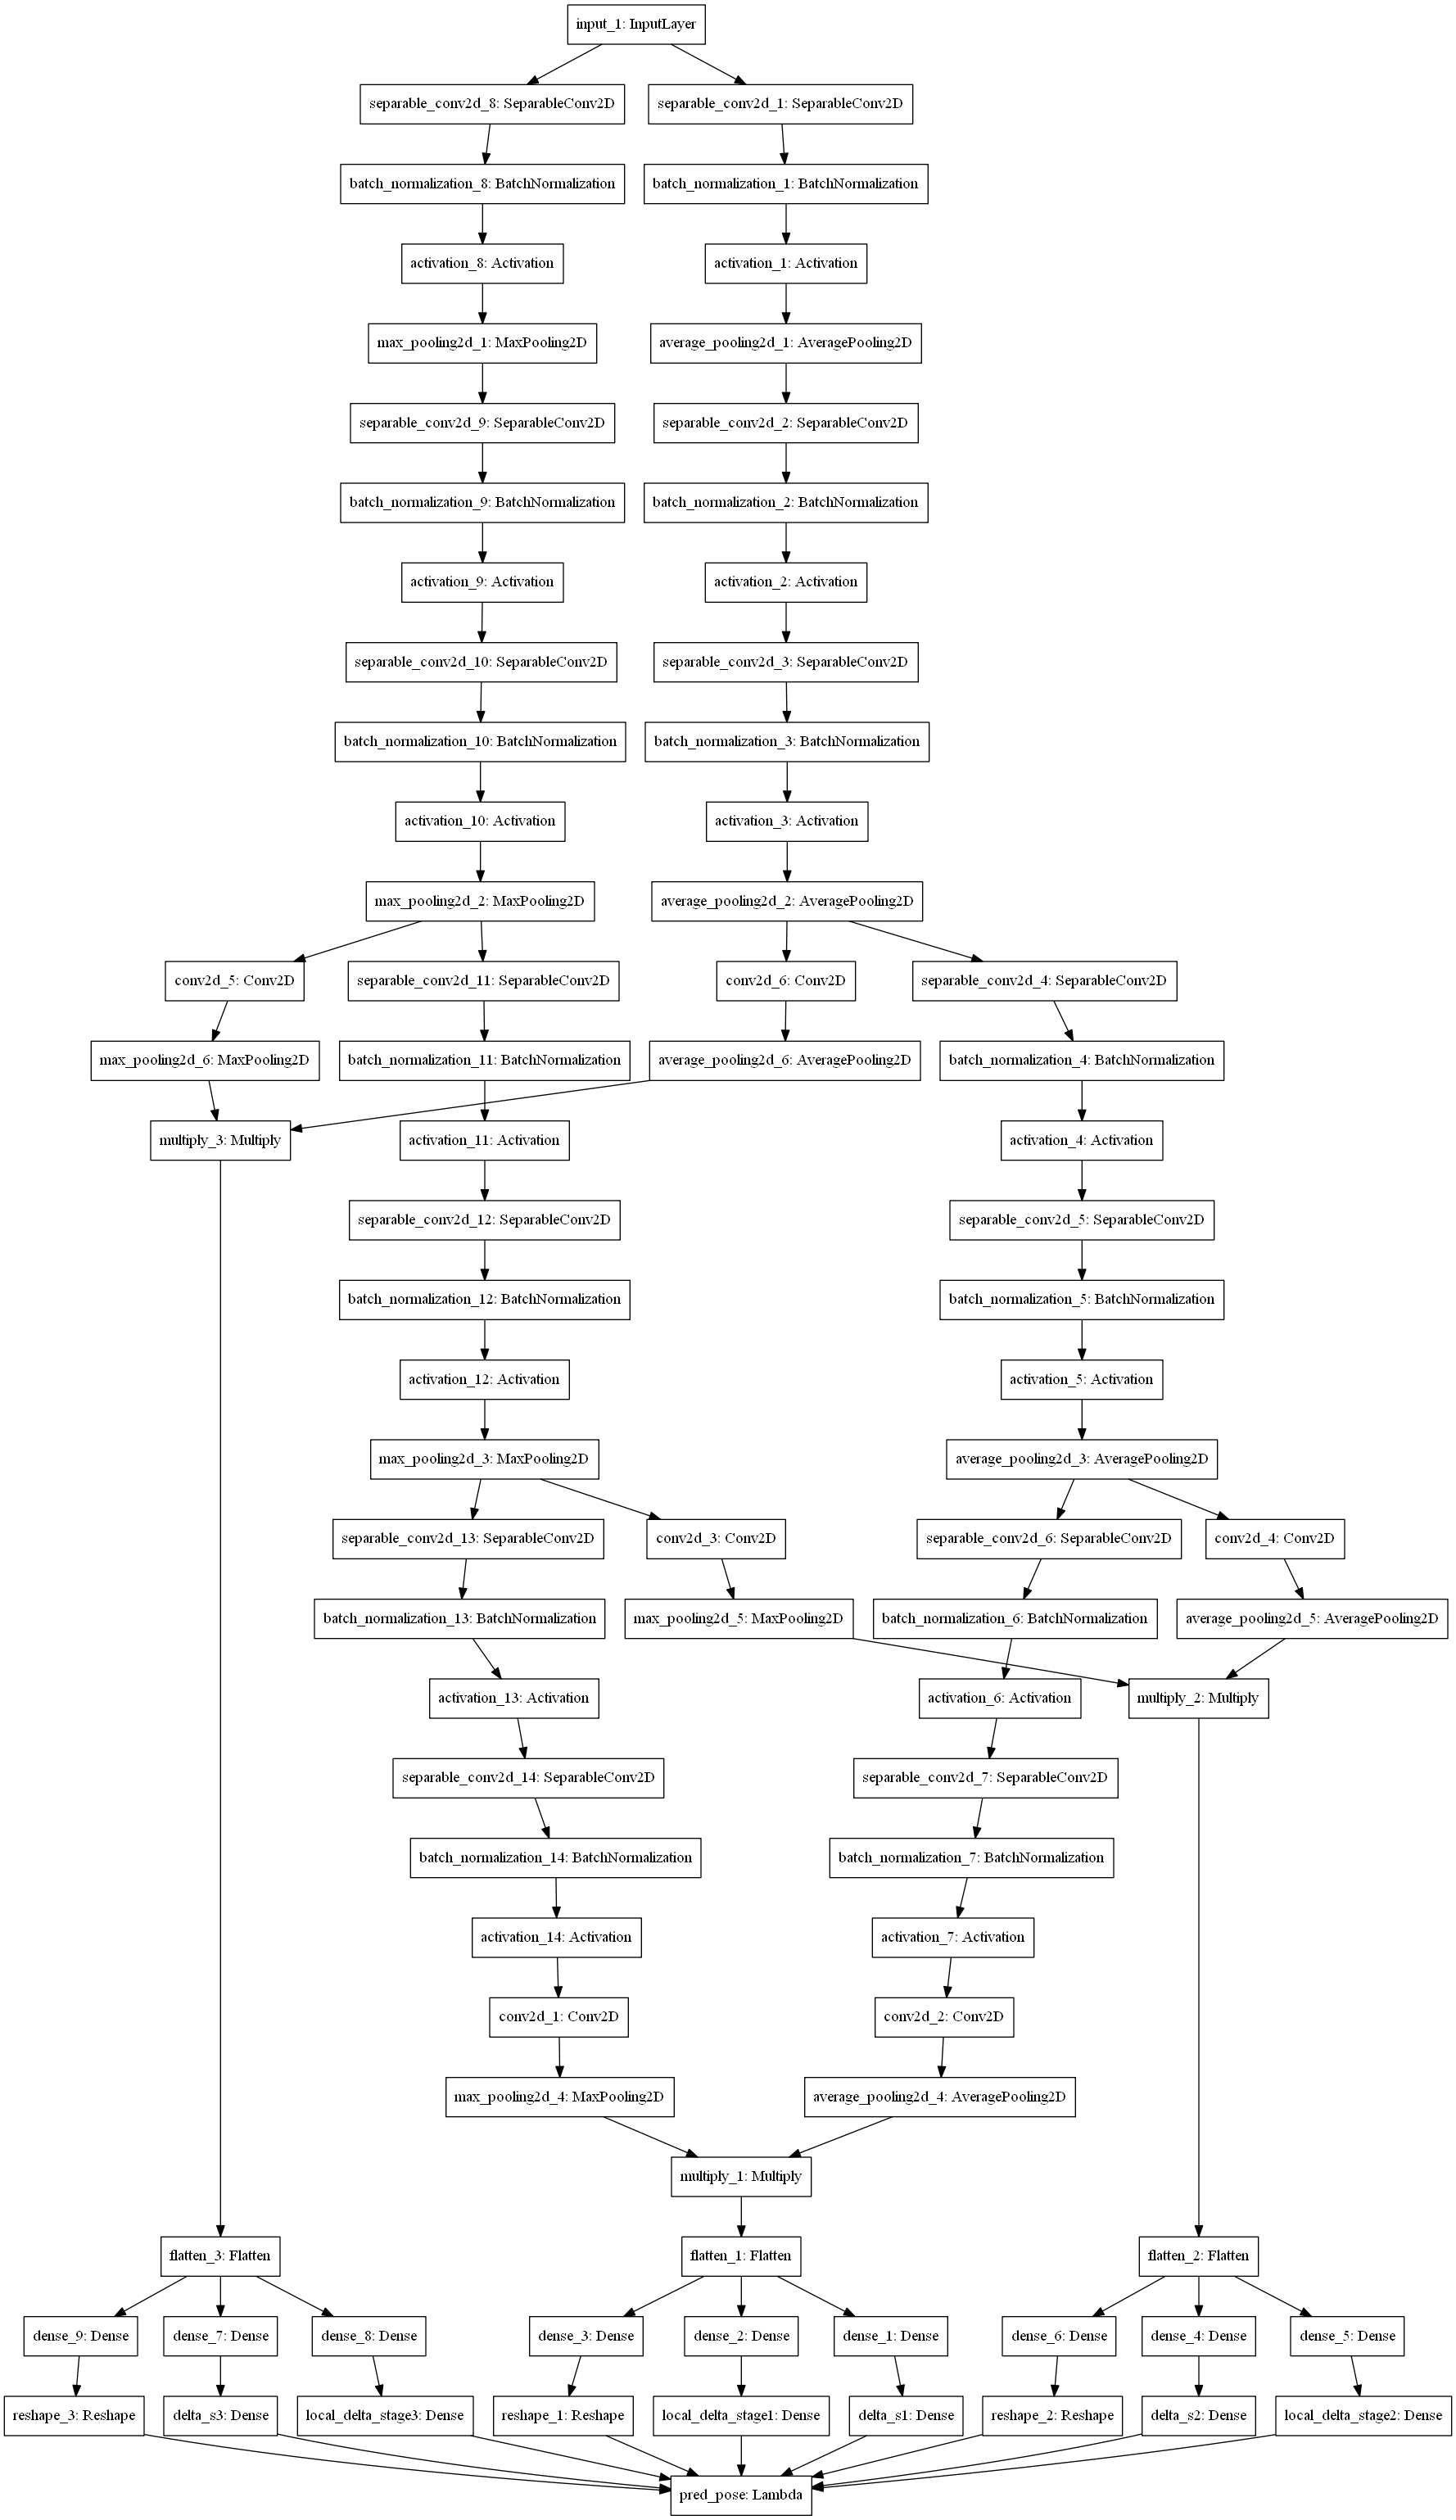 input_1: InputLayer
separable_conv2d_8: SeparableConv2D
separable_conv2d_1: SeparableConv2D
batch_normalization_8: BatchNormalization
batch_normalization_1: BatchNormalization
activation_8: Activation
activation_1: Activation
max_pooling2d_1: MaxPooling2D
average_pooling2d_1: AveragePooling2D
separable_conv2d_9: SeparableConv2D
separable_conv2d_2: SeparableConv2D
batch_normalization_9: BatchNormalization
batch_normalization_2: BatchNormalization
activation_9: Activation
activation_2: Activation
separable_conv2d_10: SeparableConv2D
separable_conv2d_3: SeparableConv2D
batch_normalization_10: BatchNormalization
batch_normalization_3: BatchNormalization
activation_10: Activation
activation_3: Activation
max_pooling2d_2: MaxPooling2D
average_pooling2d_2: AveragePooling2D
conv2d_5: Conv2D
separable_conv2d_11: SeparableConv2D
conv2d_6: Conv2D
separable_conv2d_4: SeparableConv2D
max_pooling2d_6: MaxPooling2D
batch_normalization_11: BatchNormalization
average_pooling2d_6: AveragePooling2D
batch_normalization_4: BatchNormalization
multiply_3: Multiply
activation_11: Activation
activation_4: Activation
separable_conv2d_12: SeparableConv2D
separable_conv2d_5: SeparableConv2D
batch_normalization_12: BatchNormalization
batch_normalization_5: BatchNormalization
activation_12: Activation
activation_5: Activation
max_pooling2d_3: MaxPooling2D
average_pooling2d_3: AveragePooling2D
separable_conv2d_13: SeparableConv2D
conv2d_3: Conv2D
separable_conv2d_6: SeparableConv2D
conv2d_4: Conv2D
batch_normalization_13: BatchNormalization
max_pooling2d_5: MaxPooling2D
batch_normalization_6: BatchNormalization
average_pooling2d_5: AveragePooling2D
activation_13: Activation
activation_6: Activation
multiply_2: Multiply
separable_conv2d_14: SeparableConv2D
separable_conv2d_7: SeparableConv2D
batch_normalization_14: BatchNormalization
batch_normalization_7: BatchNormalization
activation_14: Activation
activation_7: Activation
conv2d_1: Conv2D
conv2d_2: Conv2D
max_pooling2d_4: MaxPooling2D
average_pooling2d_4: AveragePooling2D
multiply_1: Multiply
flatten_3: Flatten
flatten_1: Flatten
flatten_2: Flatten
dense_9: Dense
dense_7: Dense
dense_8: Dense
dense_3: Dense
dense_2: Dense
dense_1: Dense
dense_6: Dense
dense_4: Dense
dense_5: Dense
reshape_3: Reshape
delta_s3: Dense
local_delta_stage3: Dense
reshape_1: Reshape
local_delta_stage1: Dense
delta_s1: Dense
reshape_2: Reshape
delta_s2: Dense
local_delta_stage2: Dense
pred_pose: Lambda